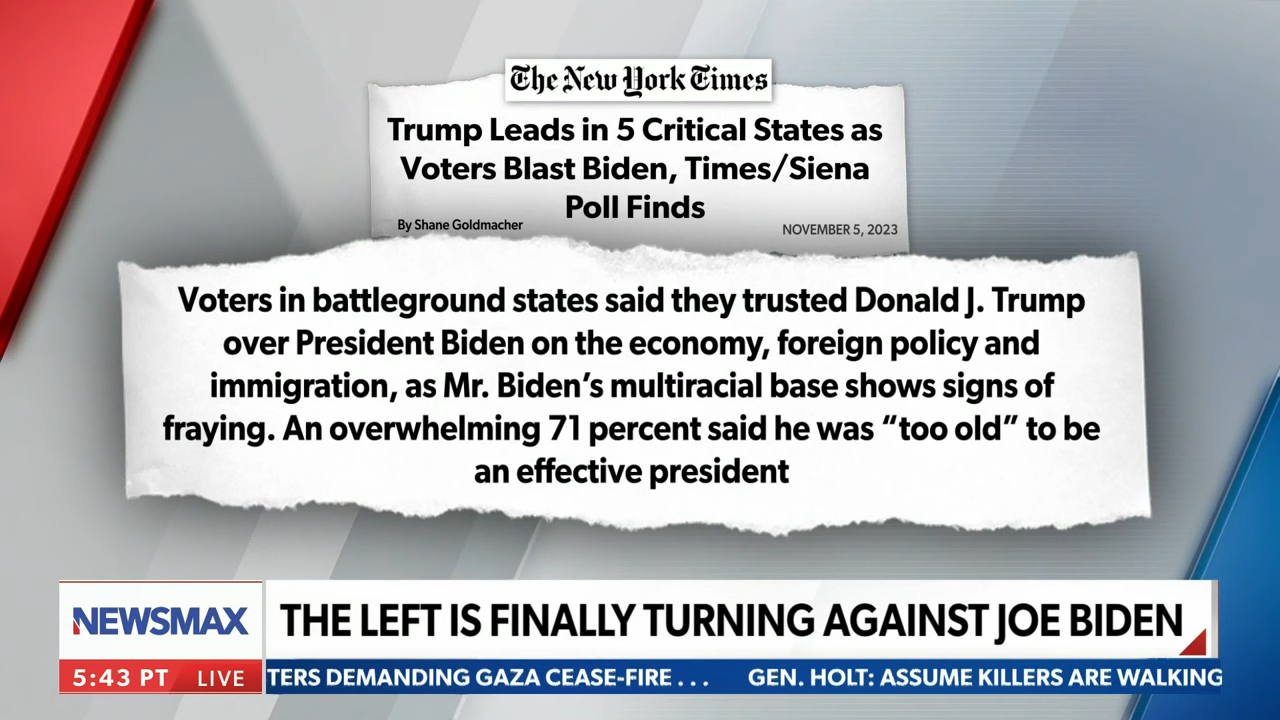 The New York Times
Trump Leads in 5 Critical States as
Voters Blast Biden, Times/Siena
Poll Finds
By Shane Goldmacher
NOVEMBER 5, 2023
Voters in battleground states said they trusted Donald J. Trump
over President Biden on the economy, foreign policy and
immigration, as Mr. Biden’s multiracial base shows signs of
fraying. An overwhelming 71 percent said he was “too old” to be
an effective president
NEWSMAX
THE LEFT IS FINALLY TURNING AGAINST JOE BIDEN
5:43 PT LIVE
TERS DEMANDING GAZA CEASE-FIRE . . . GEN. HOLT: ASSUME KILLERS ARE WALKING